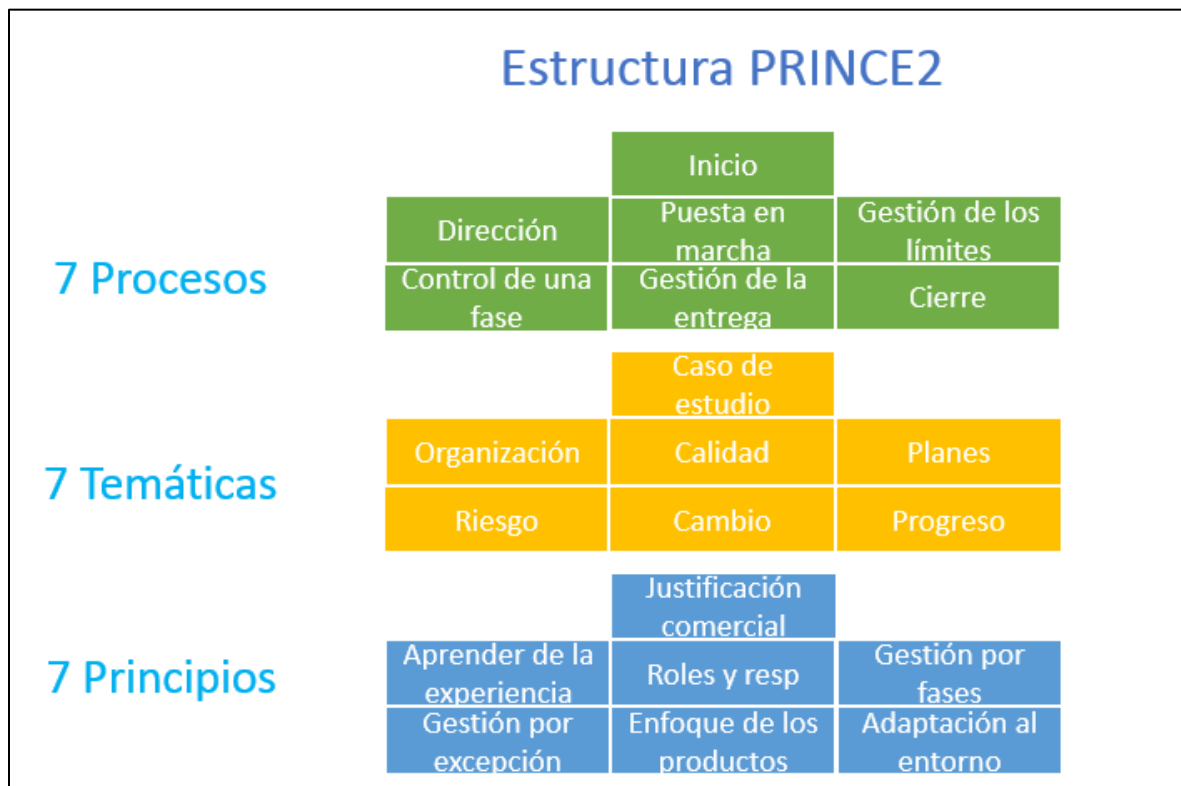 Estructura PRINCE2
7 Procesos
Inicio
Dirección
Puesta en
marcha
Gestión de los
límites
Control de una
fase
Gestión de la
entrega
Cierre
7 Temáticas
Caso de
estudio
Organización
Calidad
Planes
Riesgo
Cambio
Progreso
7 Principios
Justificación
comercial
Aprender de la
experiencia
Roles y resp
Gestión por
fases
Gestión por
excepción
Enfoque de los
productos
Adaptación al
entorno